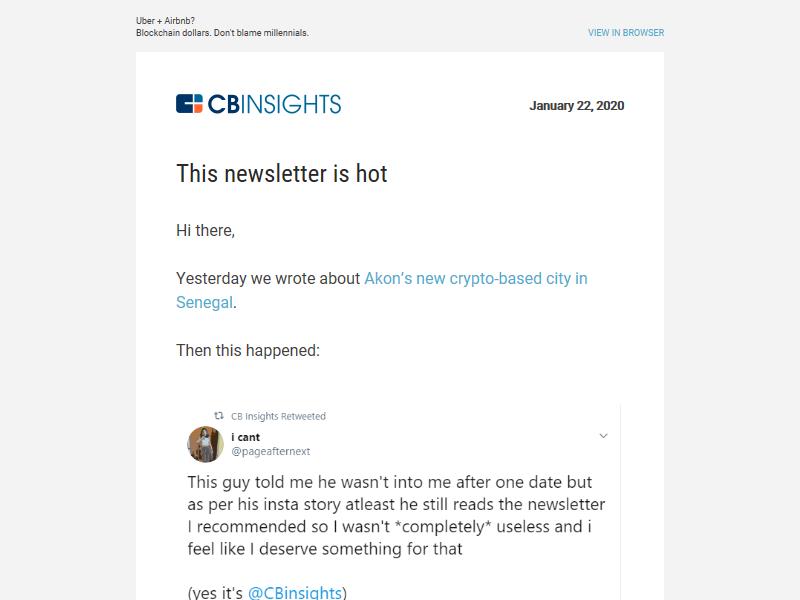 Uber + Airbnb?
Blockchain dollars. Don't blame millennials.
VIEW IN BROWSER
CBINSIGHTS
January 22, 2020
This newsletter is hot
Hi there,
Yesterday we wrote about Akon's new crypto-based city in
Senegal.
Then this happened:
CB Insights Retweeted
i cant
@pageafternext
This guy told me he wasn't into me after one date but
as per his insta story atleast he still reads the newsletter
I recommended so I wasn't *completely* useless and i
feel like I deserve something for that
(yes it's @CBinsights)